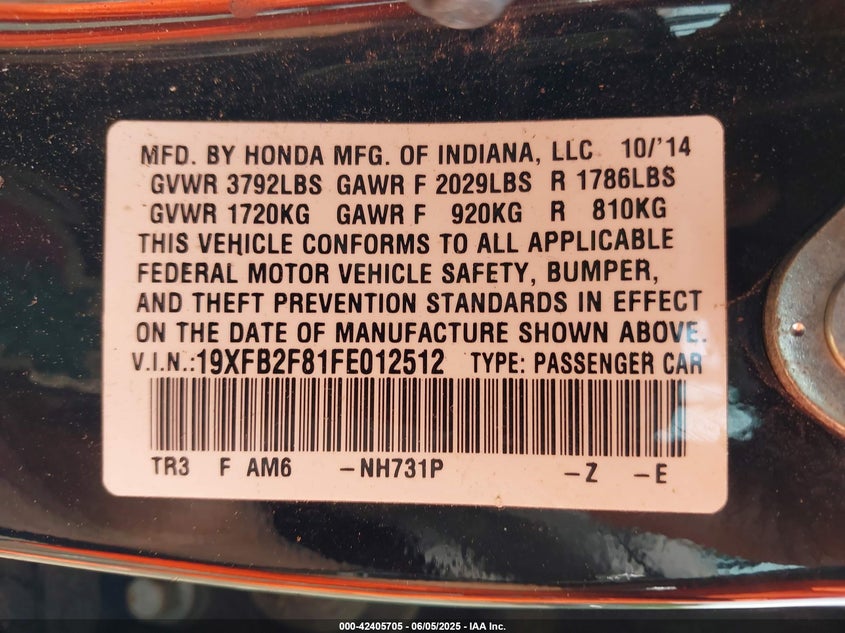 MFD. BY HONDA MFG. OF INDIANA, LLC 10/'14
GVWR 3792LBS GAWR F 2029LBS R 1786LBS
GVWR 1720KG GAWR F 920KG R 810KG
THIS VEHICLE CONFORMS TO ALL APPLICABLE
FEDERAL MOTOR VEHICLE SAFETY, BUMPER,
AND THEFT PREVENTION STANDARDS IN EFFECT
ON THE DATE OF MANUFACTURE SHOWN ABOVE.
V.I.N.:19XFB2F81FE012512 TYPE: PASSENGER CAR
TR3 F AM6 –NH731P –Z –E
000-42405705 - 06/05/2025 - IAA Inc.